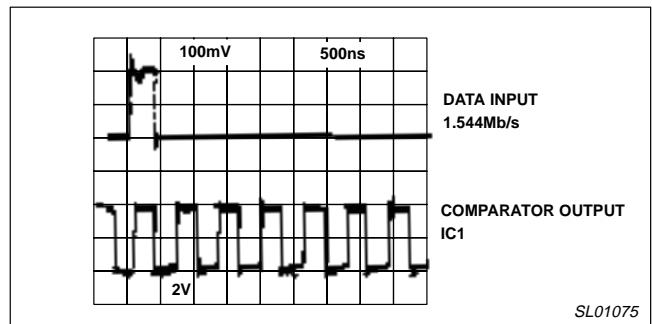 100mV 500ns
DATA INPUT
1.544Mb/s
COMPARATOR OUTPUT
IC1
2V
SL01075